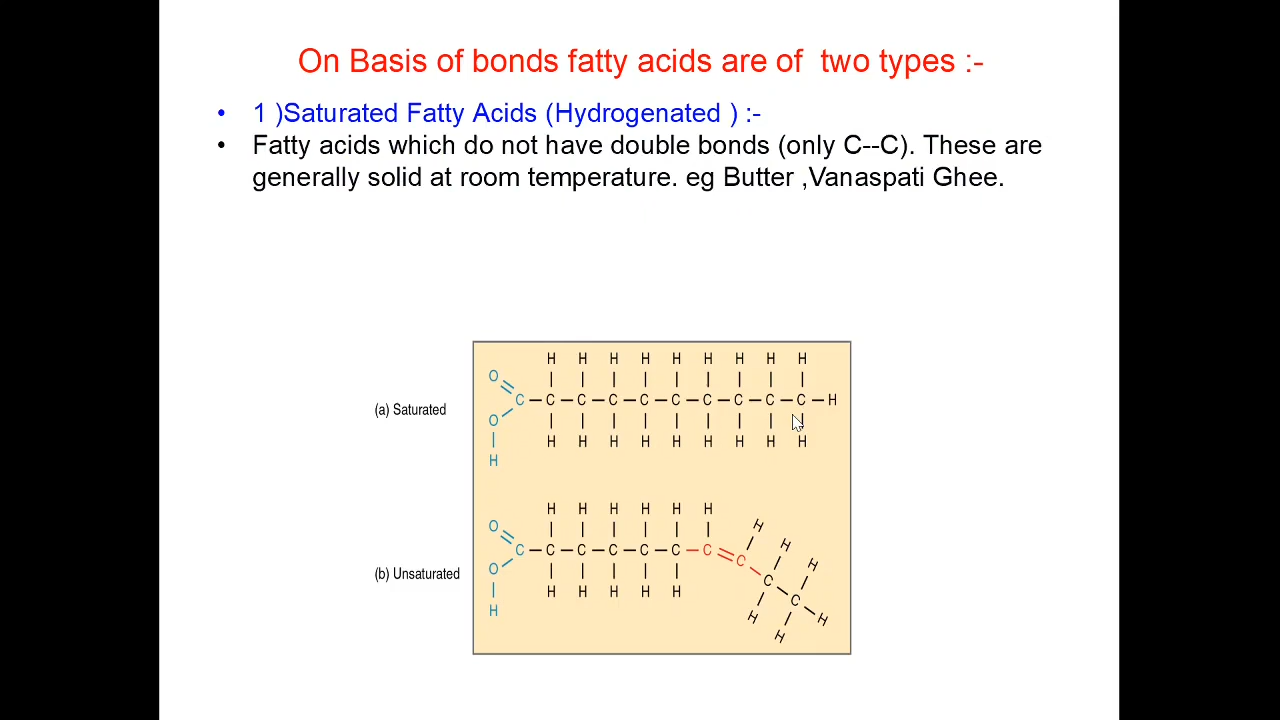 On Basis of bonds fatty acids are of  two types :-
• 1 )Saturated Fatty Acids (Hydrogenated ) :-
• Fatty acids which do not have double bonds (only C--C). These are
generally solid at room temperature. eg Butter ,Vanaspati Ghee.
H H H H H H H H H
O
C C C C C C C C C C H
(a) Saturated
O
H H H H H H H H H
H
H H H H H H
O H
H
C C C C C C C C
H
O
(b) Unsaturated
C
C
H H H H H
H
H H
H